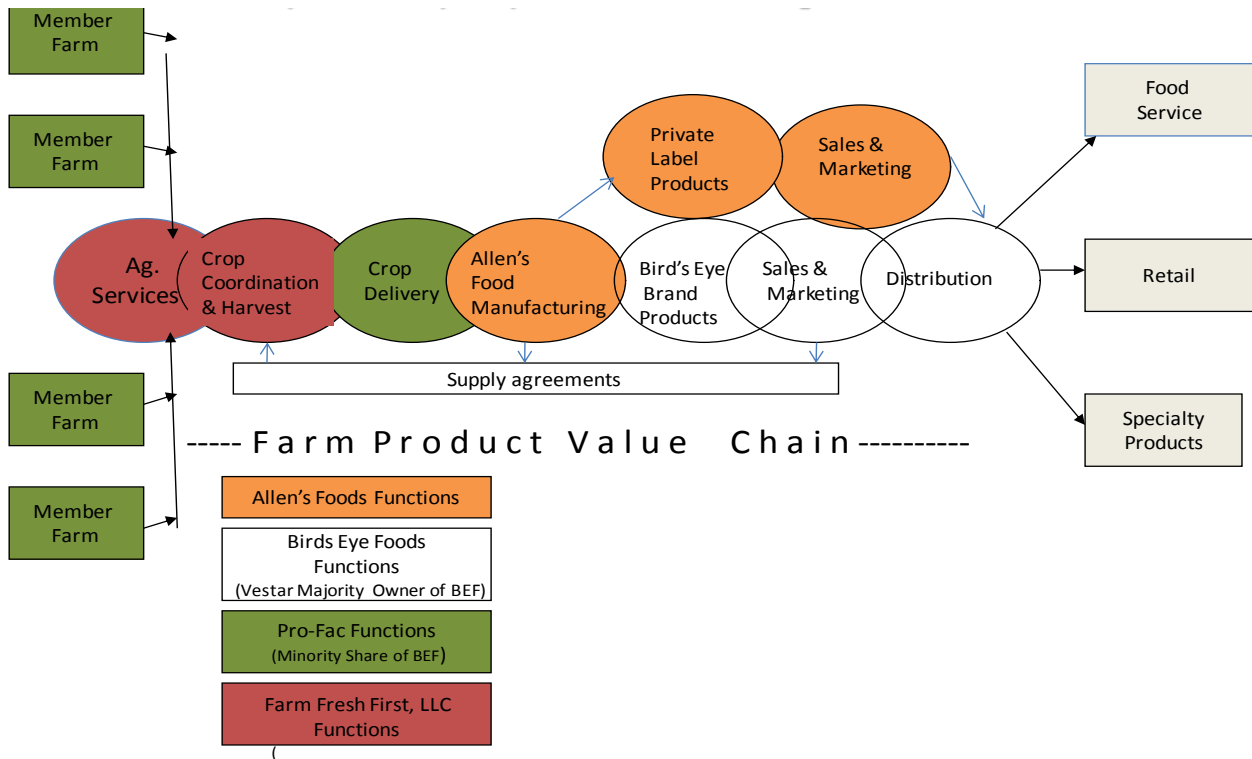 Member
Farm
Member
Farm
Member
Farm
Member
Farm
Ag.
Services
Crop
Coordination
& Harvest
Crop
Delivery
Allen's
Food
Manufacturing
Private
Label
Products
Sales &
Marketing
Bird's Eye
Brand
Products
Sales &
Marketing
Distribution
Food
Service
Retail
Specialty
Products
Supply agreements
----- Farm Product Value Chain ----------
Allen's Foods Functions
Birds Eye Foods
Functions
(Vestar Majority Owner of BEF)
Pro-Fac Functions
(Minority Share of BEF)
Farm Fresh First, LLC
Functions
(